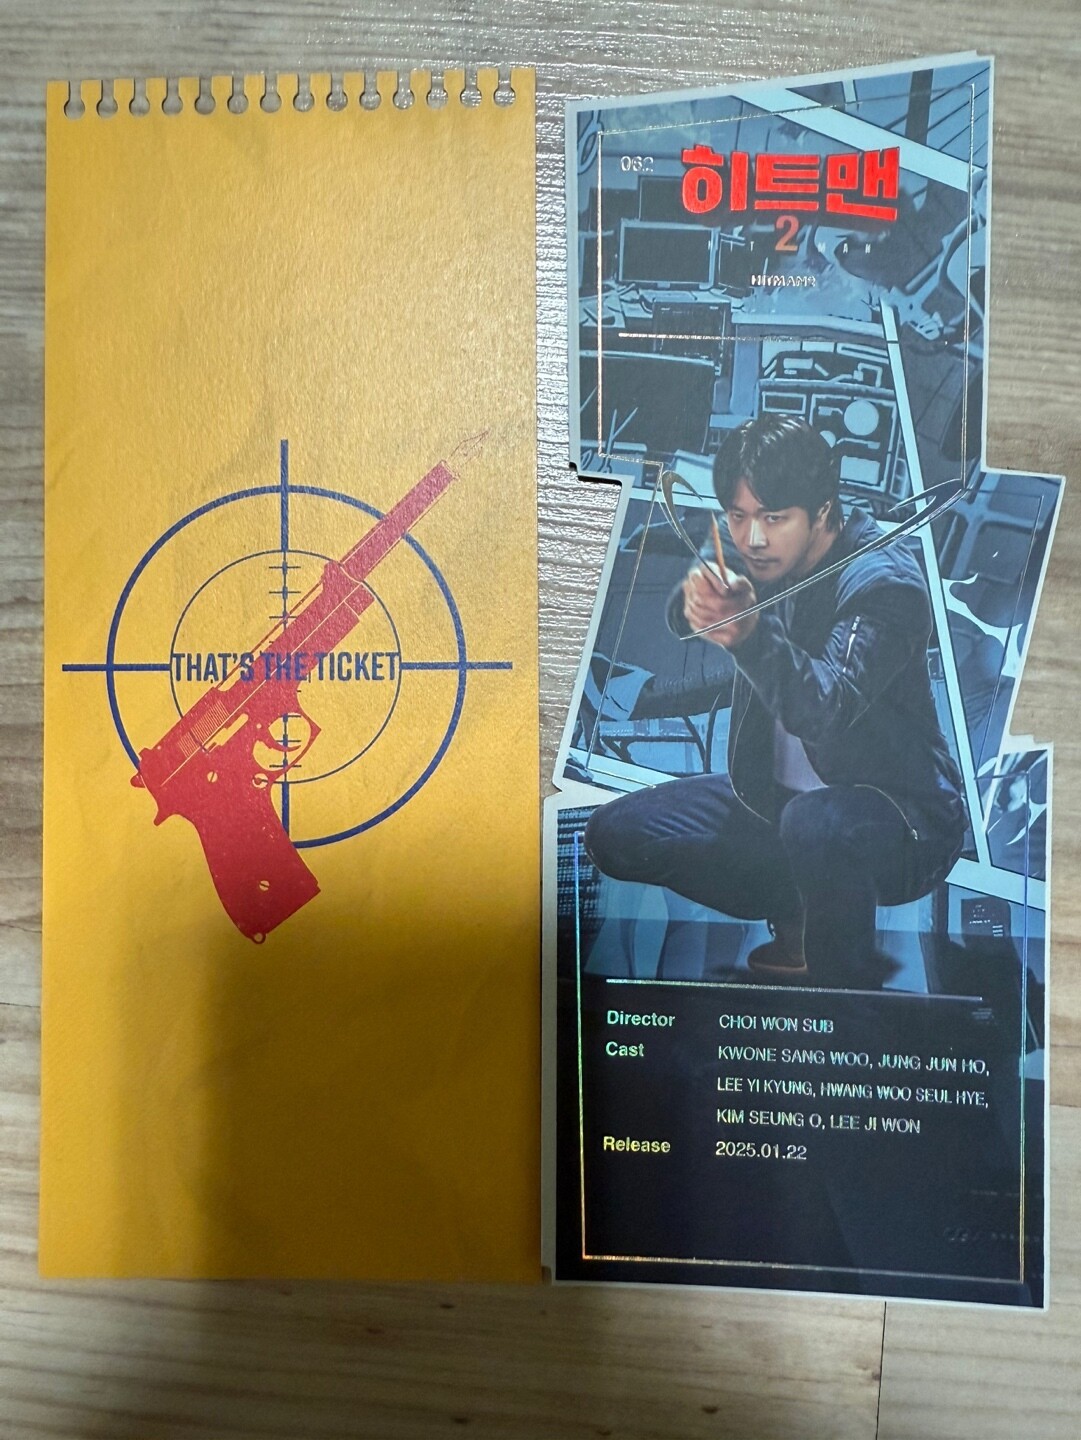 THAT'S THE TICKET
062
히트맨
2
HITMAN
HITMAN2
Director CHOI WON SUB
Cast KWONE SANG WOO, JUNG JUN HO,
LEE YI KYUNG, HWANG WOO SEUL HYE,
KIM SEUNG O, LEE JI WON
Release 2025.01.22